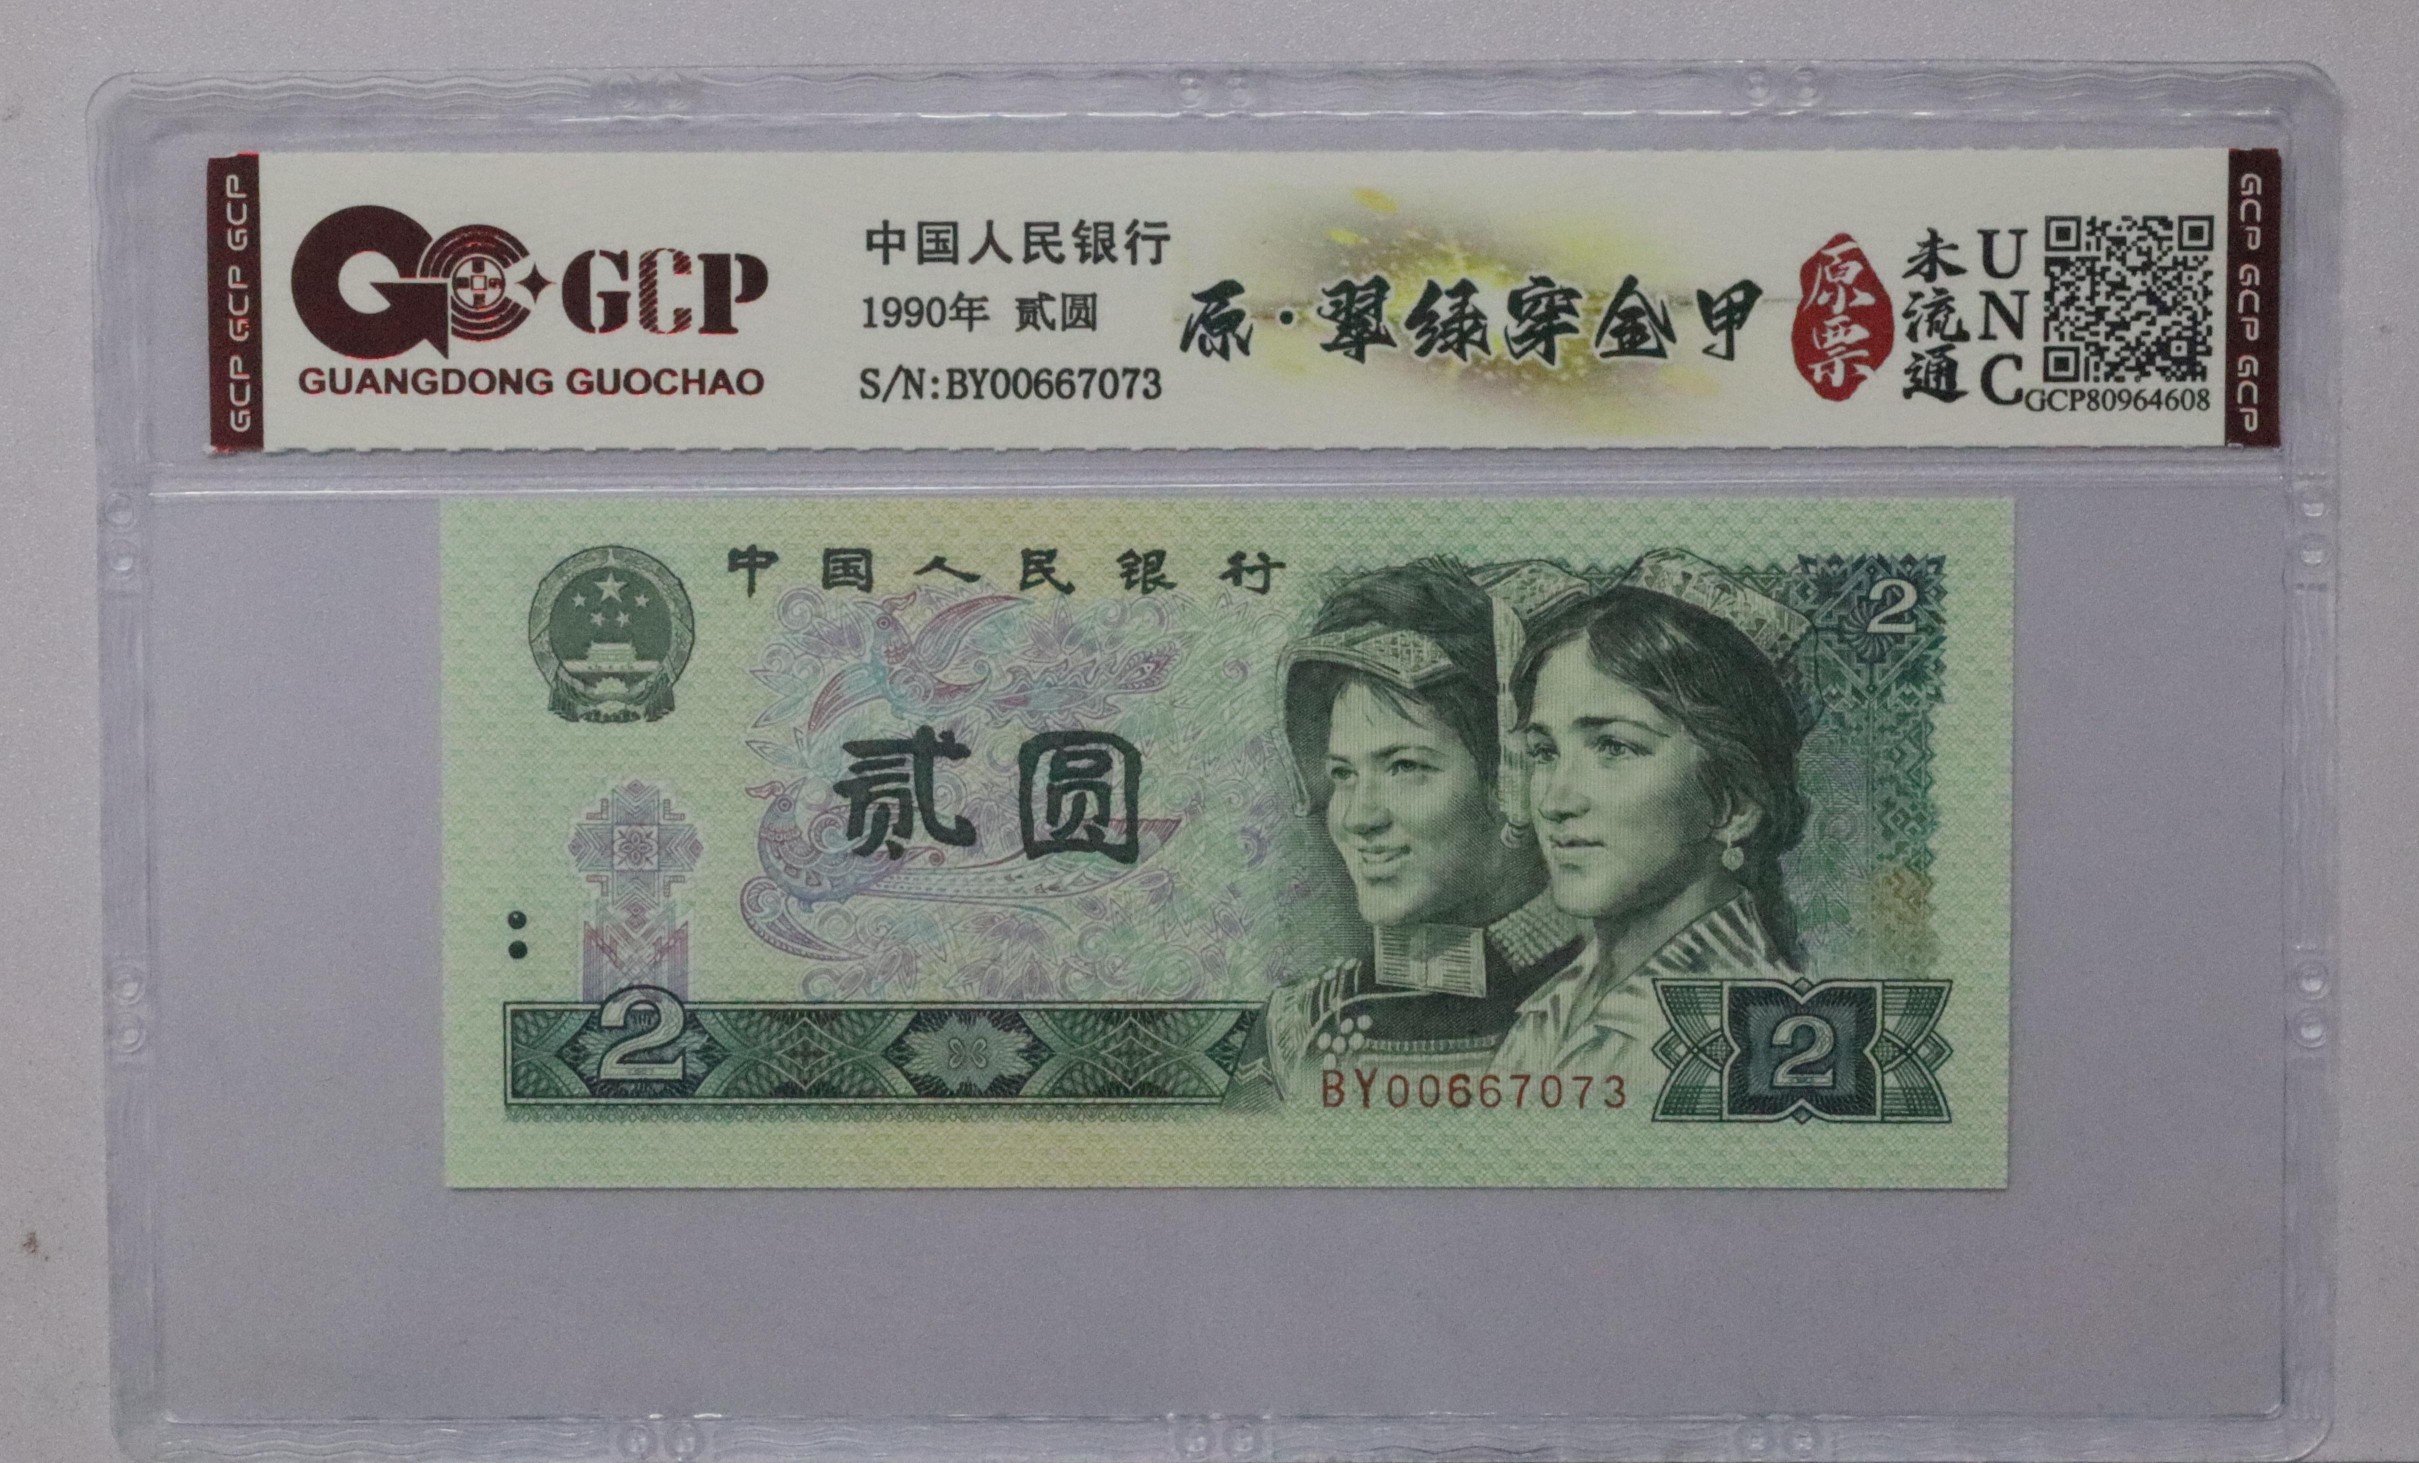 GCP GCP GCP
GCP
GUANGDONG GUOCHAO
中国人民银行
1990年 贰圆
S/N:BY00667073
原·翠绿穿金甲
原票
未流通
UNC
GCP80964608
GCP GCP GCP
中国人民银行
2
贰圆
2
BY00667073
2